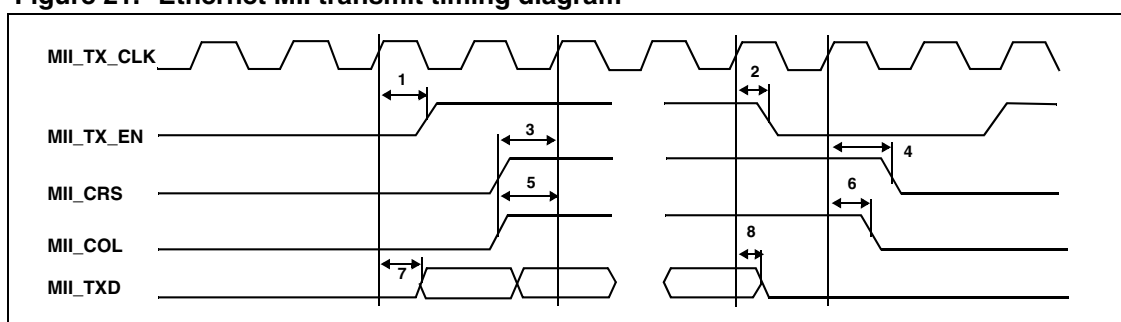 Figure 21. Ethernet MII transmit timing diagram
MII_TX_CLK
1
2
MII_TX_EN
3
4
MII_CRS
5
6
MII_COL
7
8
MII_TXD